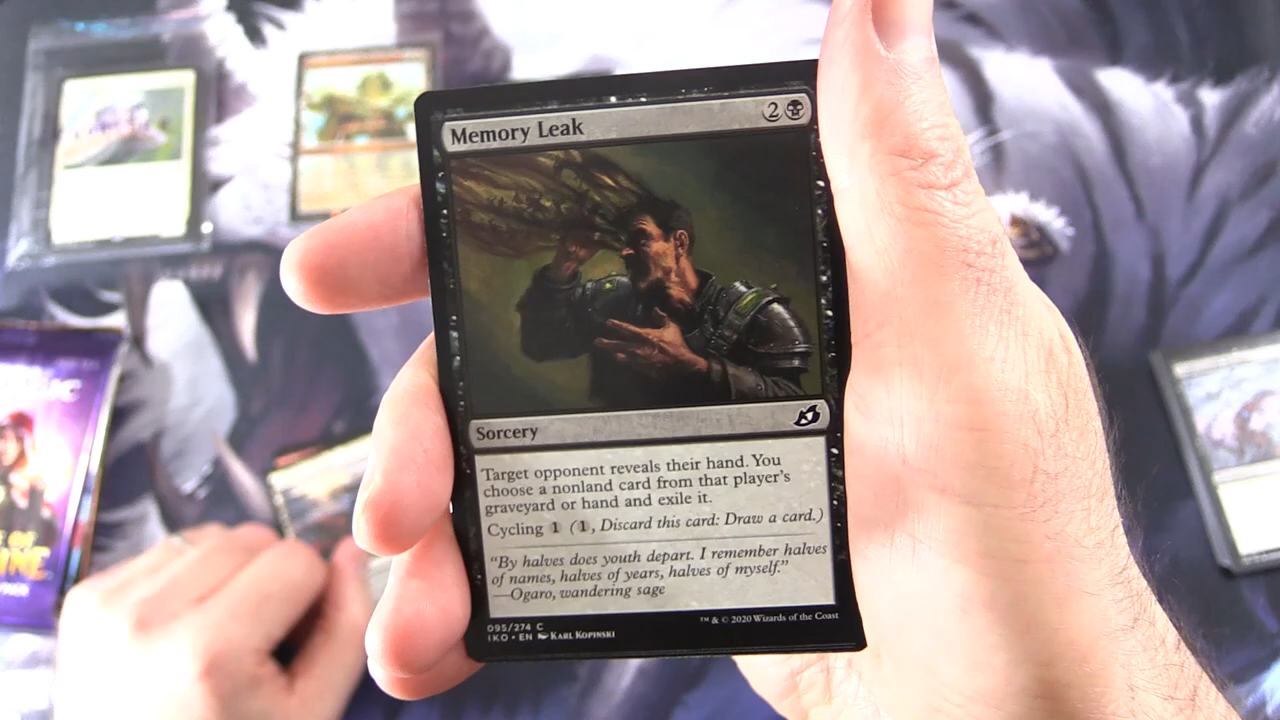 Memory Leak 2
Sorcery
Target opponent reveals their hand. You
choose a nonland card from that player's
graveyard or hand and exile it.
Cycling 1 (1, Discard this card: Draw a card.)
"By halves does youth depart. I remember halves
of names, halves of years, halves of myself."
—Ogaro, wandering sage
095/274 C
IKO • EN KARL KOPINSKI
™ & © 2020 Wizards of the Coast